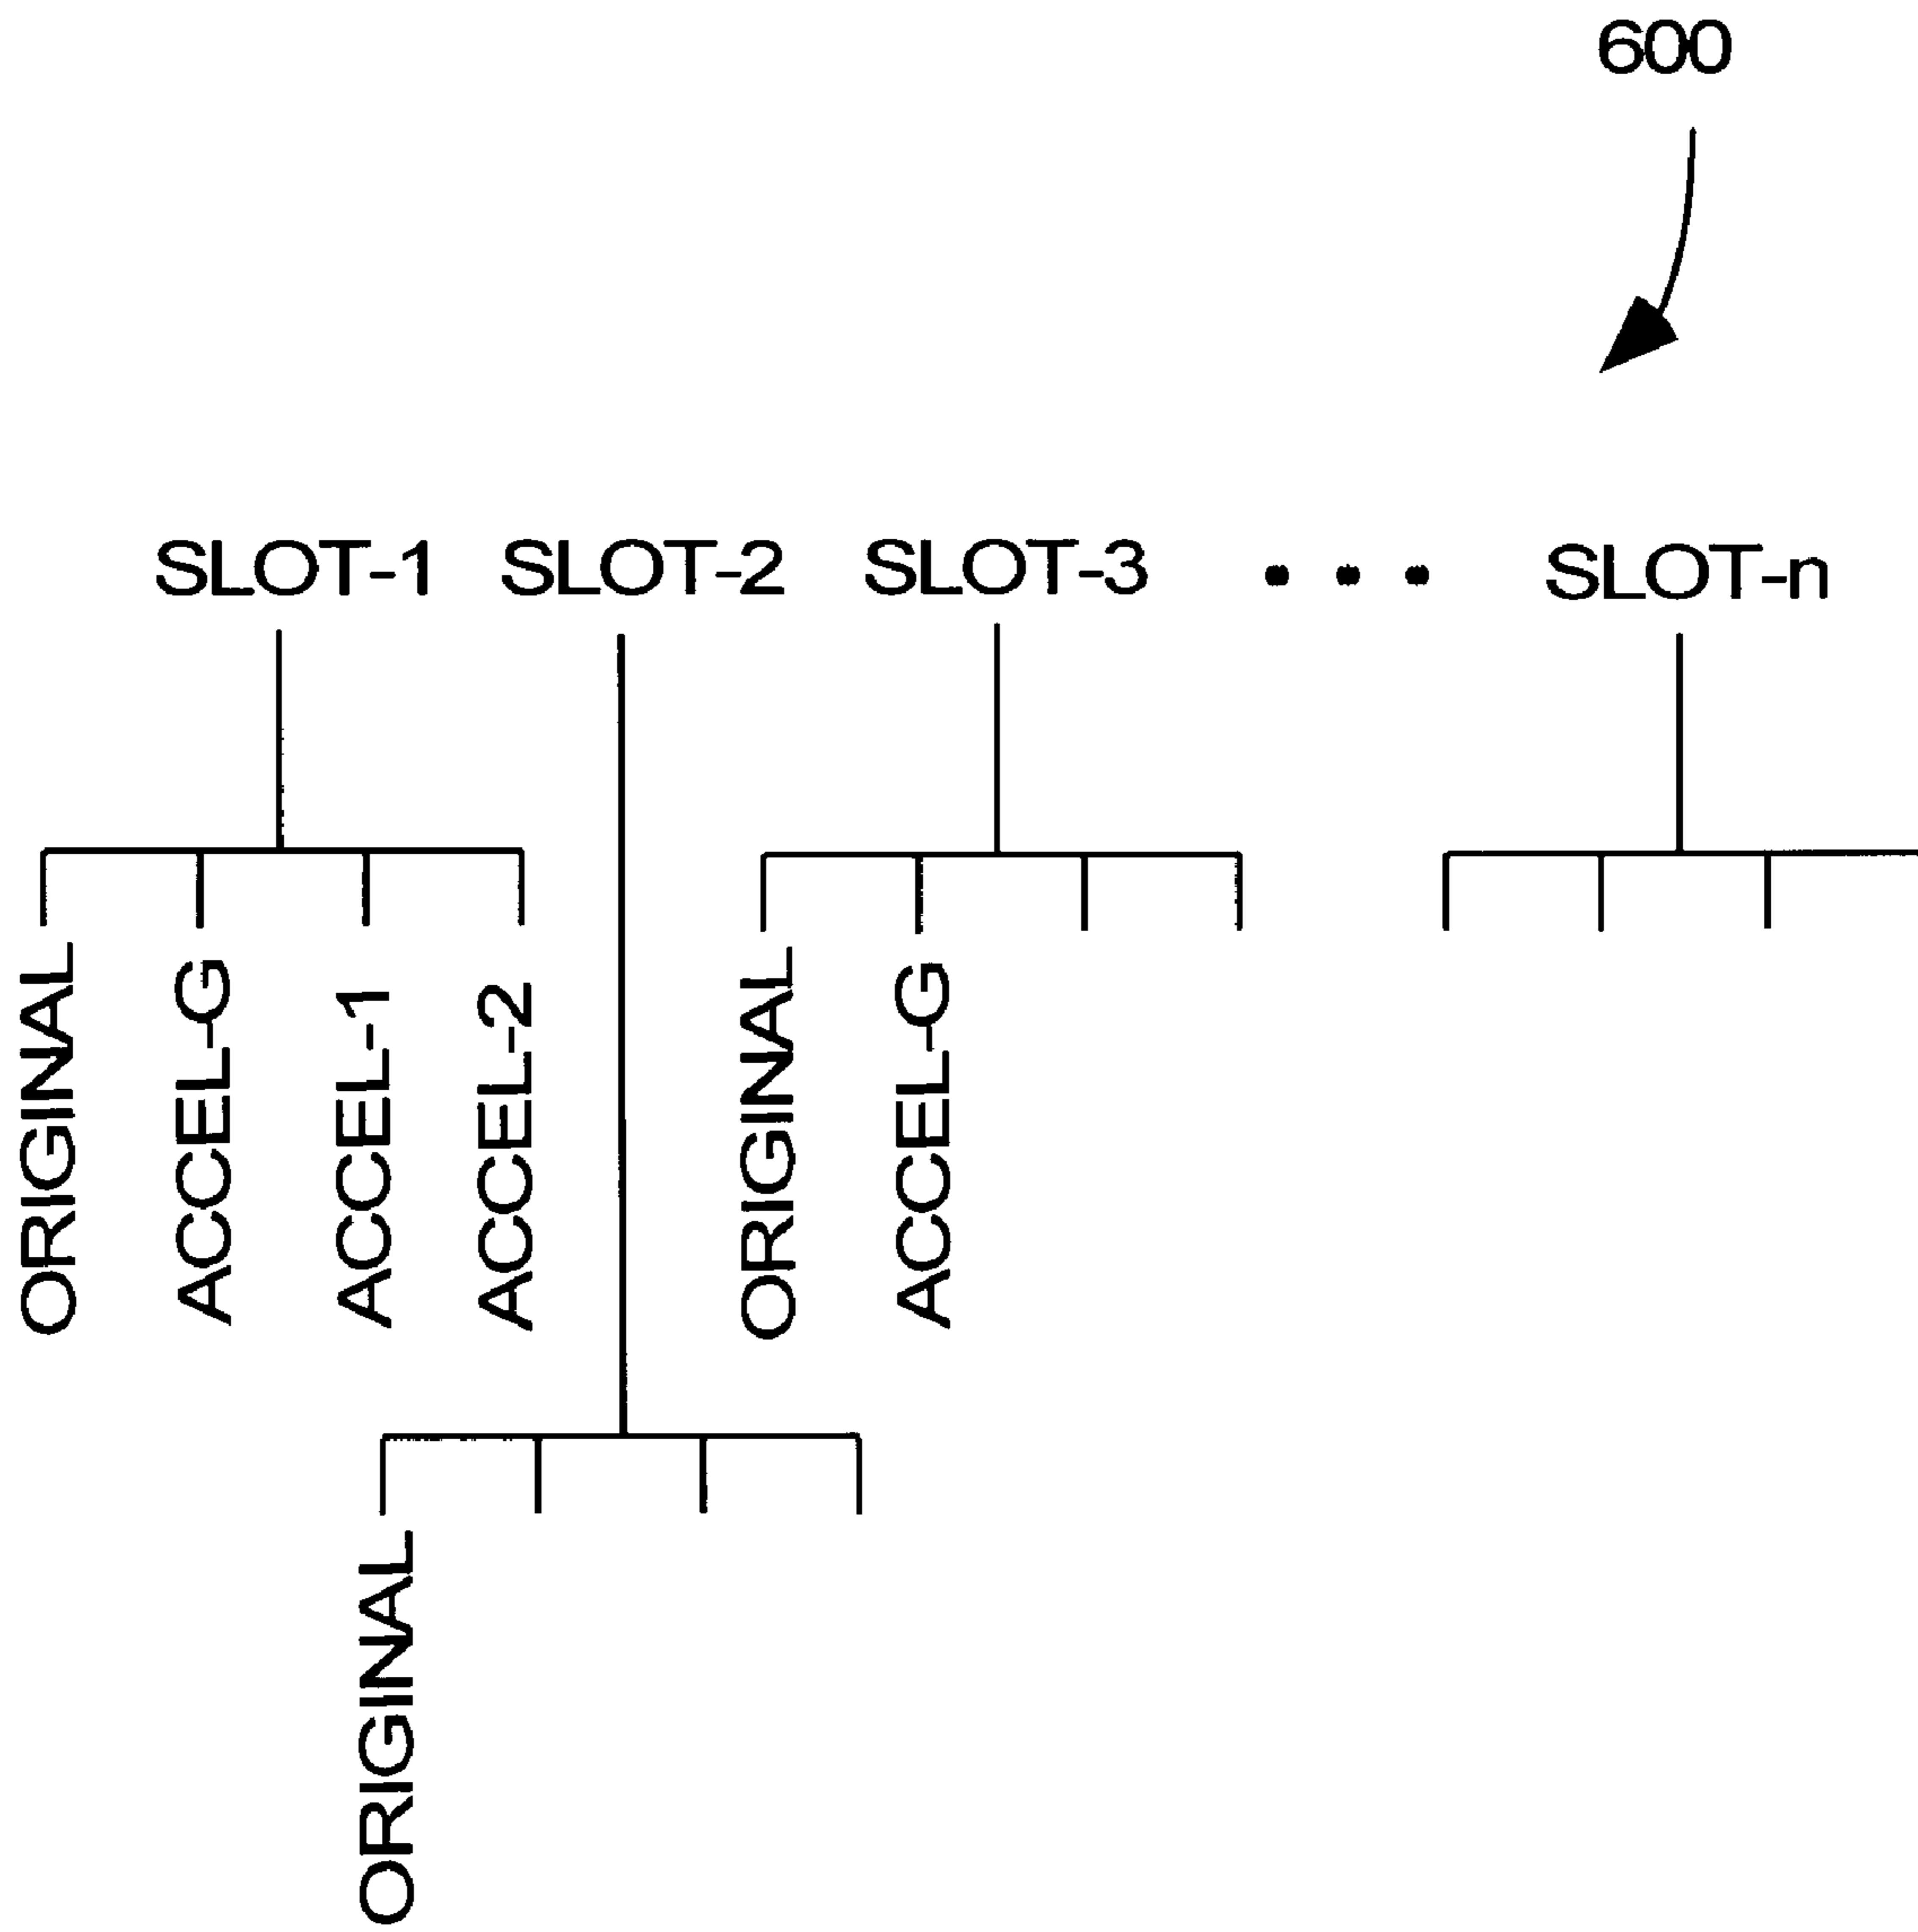 600
SLOT-1 SLOT-2 SLOT-3 • • • SLOT-n
ORIGINAL
ACCEL-G
ACCEL-1
ACCEL-2
ORIGINAL
ACCEL-G
ORIGINAL